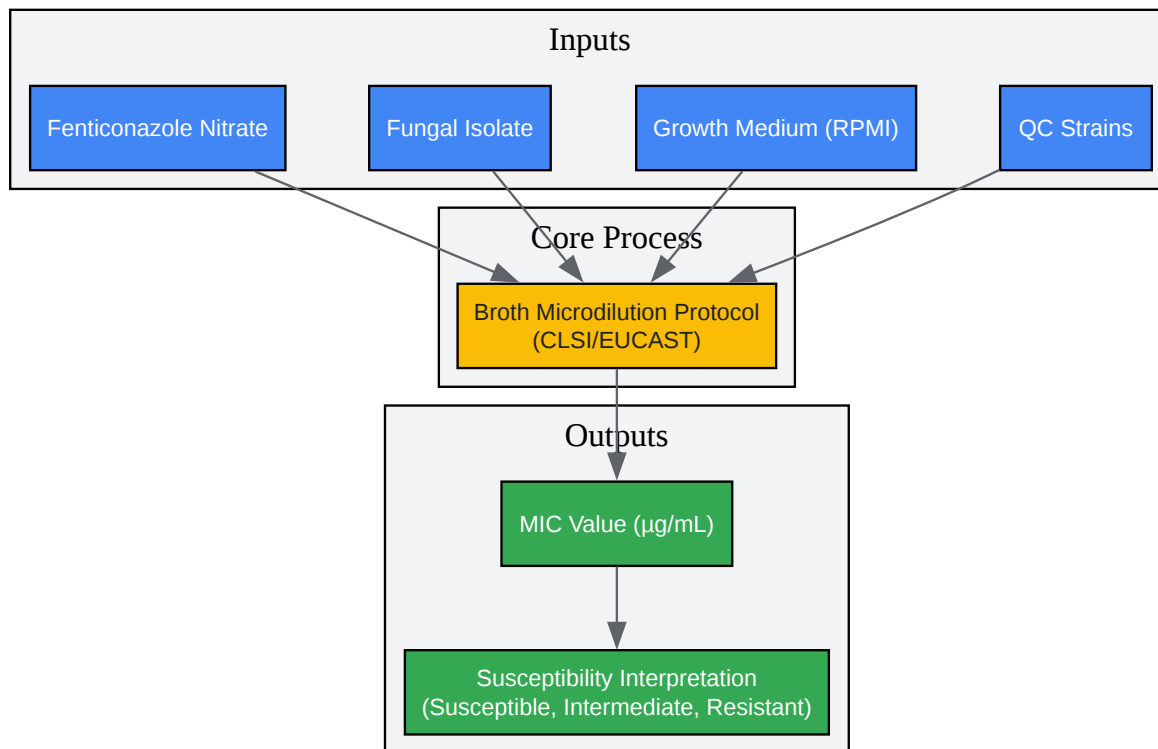 Inputs
Fenticonazole Nitrate
Fungal Isolate
Growth Medium (RPMI)
QC Strains
Core Process
Broth Microdilution Protocol
(CLSI/EUCAST)
Outputs
MIC Value (µg/mL)
Susceptibility Interpretation
(Susceptible, Intermediate, Resistant)